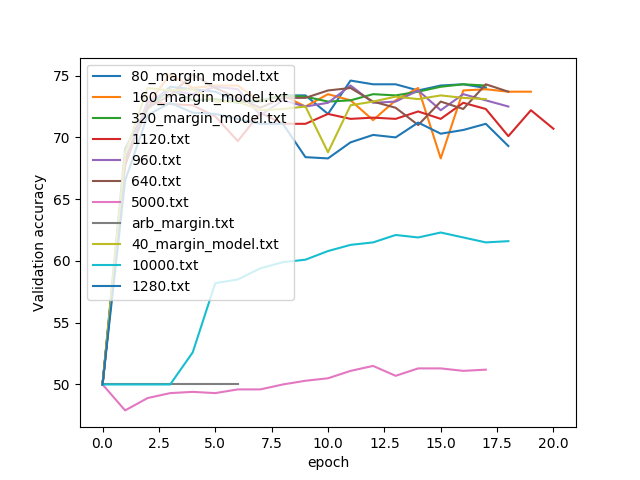 80_margin_model.txt
160_margin_model.txt
320_margin_model.txt
1120.txt
960.txt
640.txt
5000.txt
arb_margin.txt
40_margin_model.txt
10000.txt
1280.txt
75
70
65
60
55
50
Validation accuracy
0.0 2.5 5.0 7.5 10.0 12.5 15.0 17.5 20.0
epoch